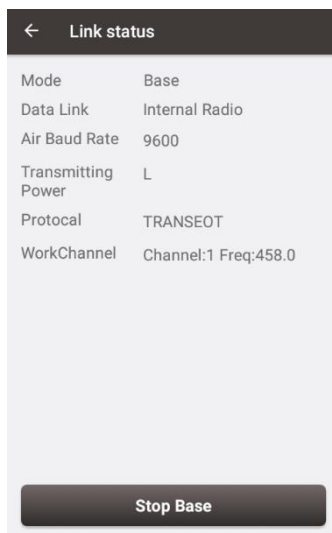 Link status
Mode Base
Data Link Internal Radio
Air Baud Rate 9600
Transmitting Power L
Protocal TRANSEOT
WorkChannel Channel:1 Freq:458.0
Stop Base